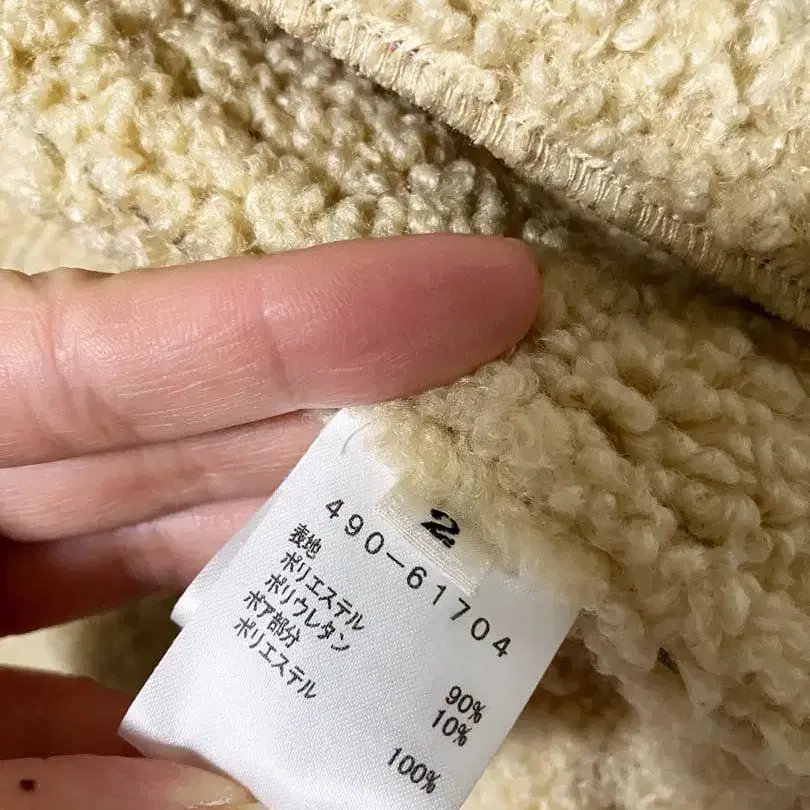 2
490-61704
表地
ポリエステル 90%
ポリウレタン 10%
ボア部分
ポリエステル 100%